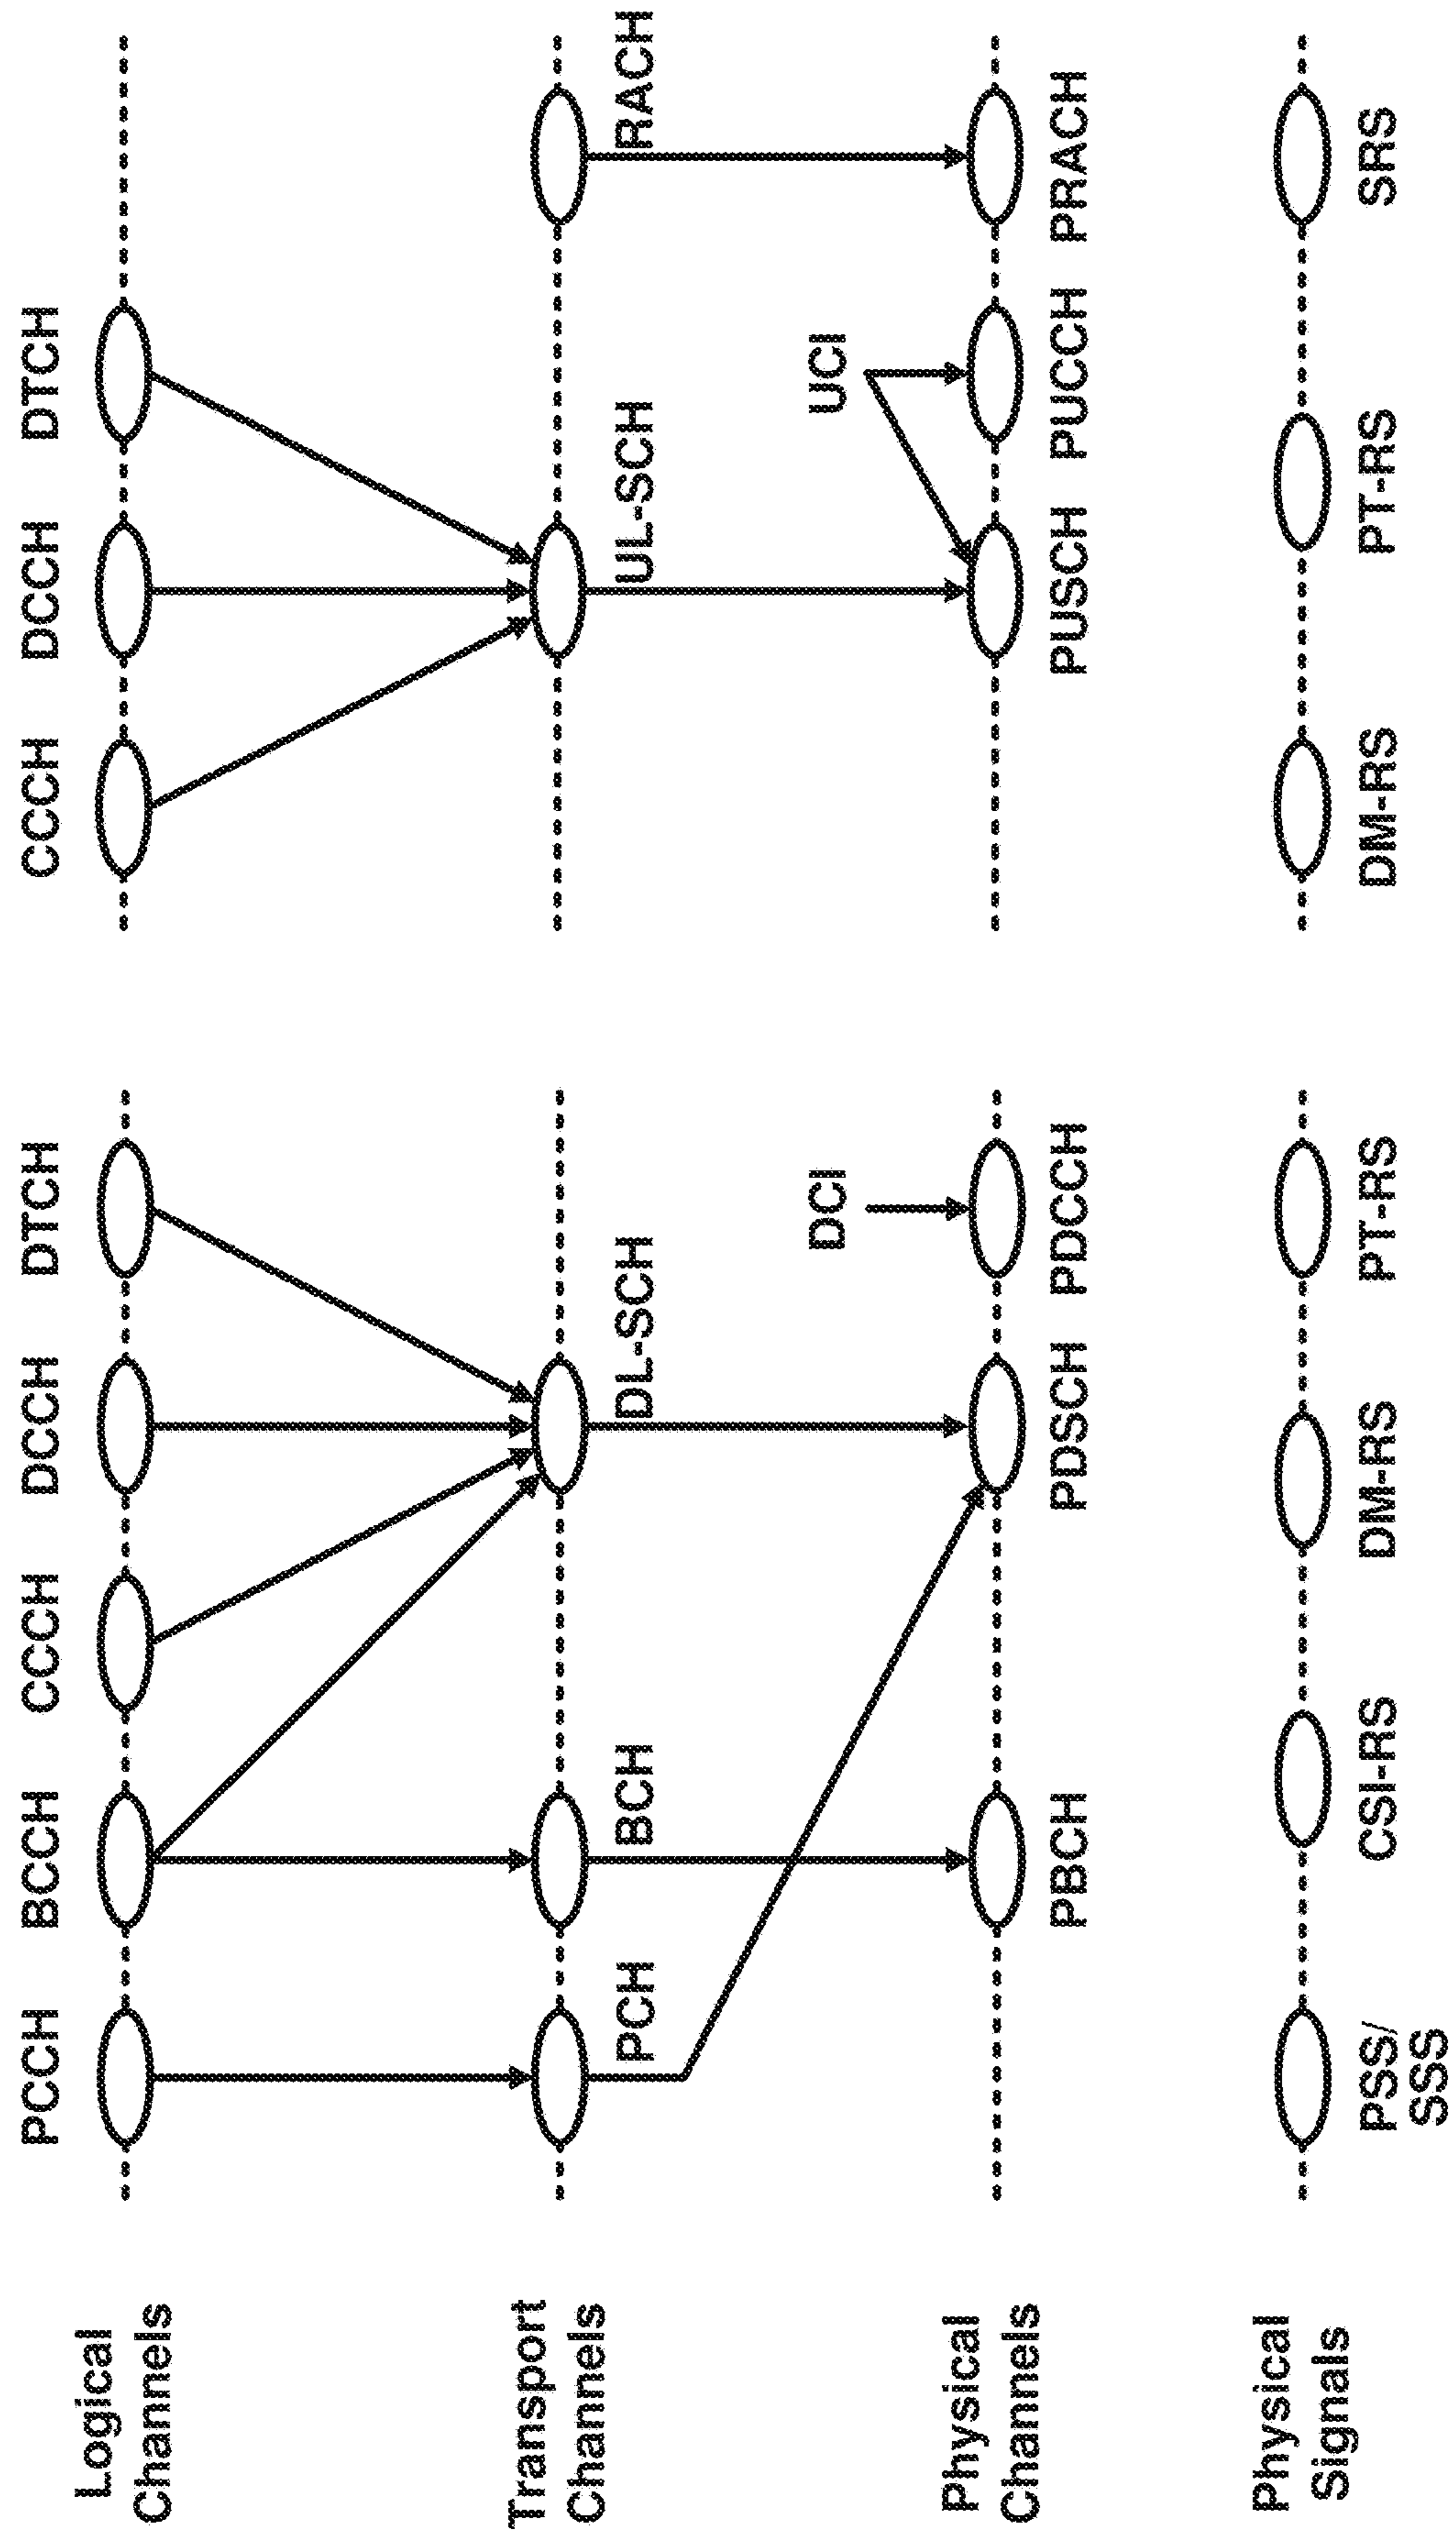 Logical
Channels
PCCH
BCCH
CCCH
DCCH
DTCH
CCCH
DCCH
DTCH
Transport
Channels
PCH
BCH
DL-SCH
UL-SCH
RACH
DCI
UCI
Physical
Channels
PBCH
PDSCH
PDCCH
PUSCH
PUCCH
PRACH
Physical
Signals
PSS/
SSS
CSI-RS
DM-RS
PT-RS
DM-RS
PT-RS
SRS